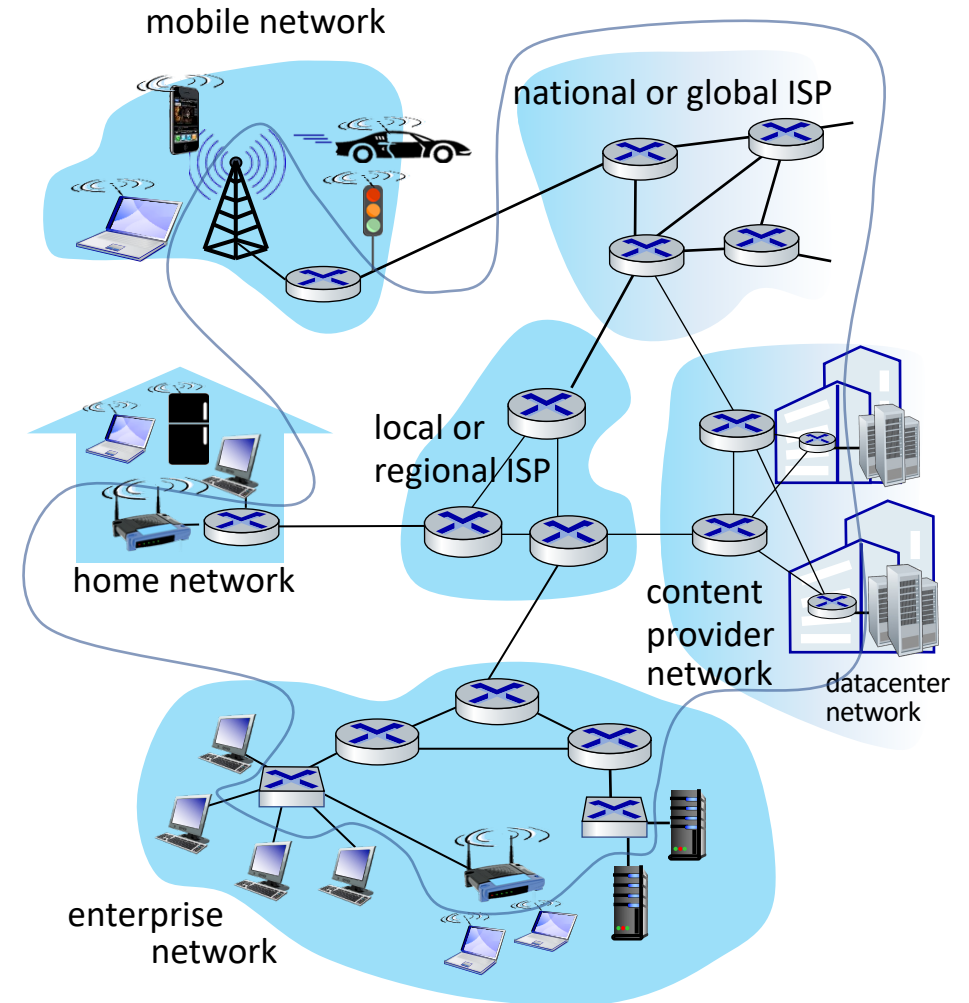 mobile network
national or global ISP
local or
regional ISP
home network
content
provider
network
datacenter
network
enterprise
network